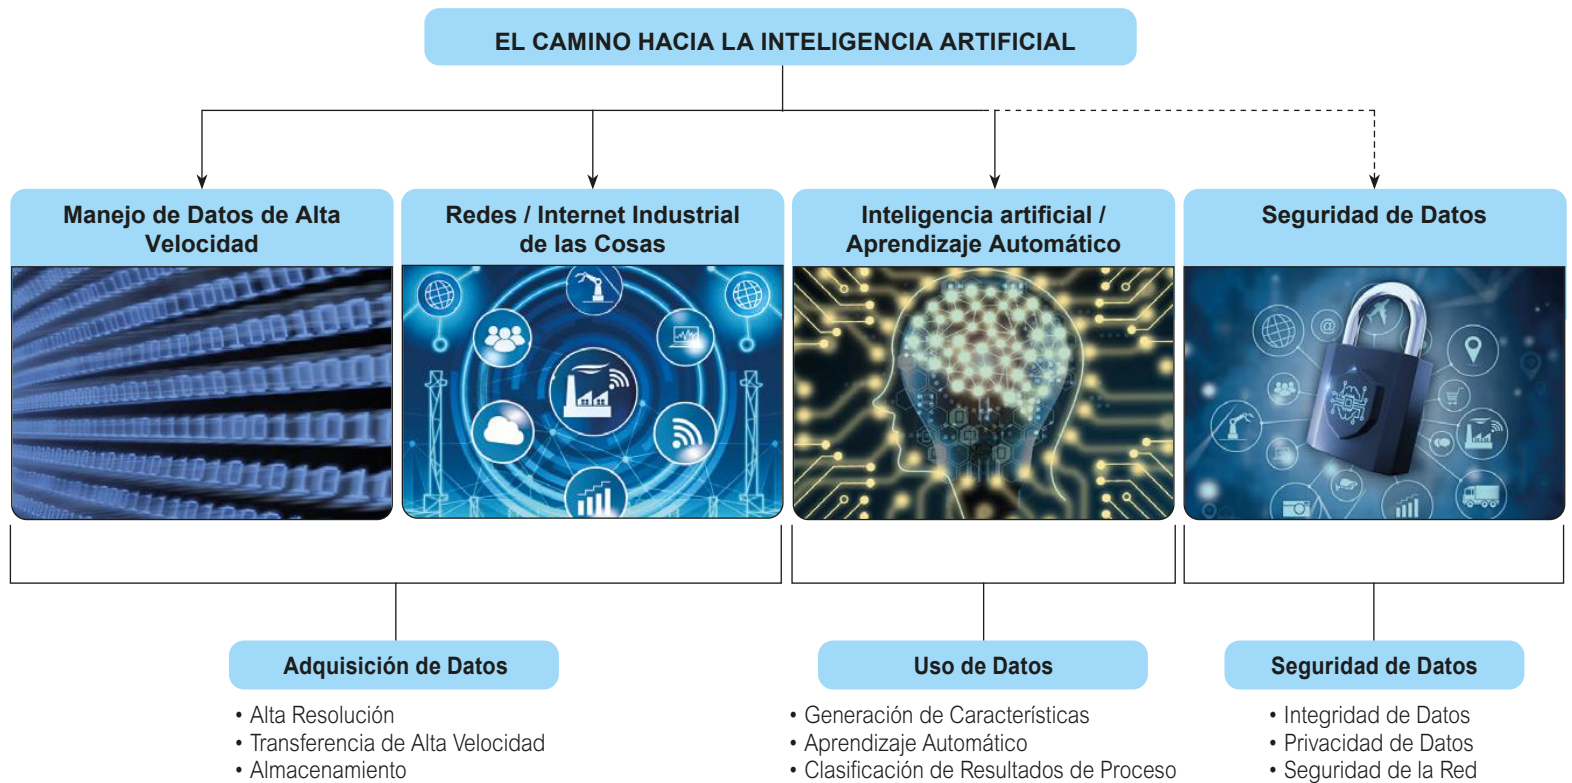 EL CAMINO HACIA LA INTELIGENCIA ARTIFICIAL
Manejo de Datos de Alta
Velocidad
Redes / Internet Industrial
de las Cosas
Inteligencia artificial /
Aprendizaje Automático
Seguridad de Datos
@
Adquisición de Datos
• Alta Resolución
• Transferencia de Alta Velocidad
• Almacenamiento
Uso de Datos
• Generación de Características
• Aprendizaje Automático
• Clasificación de Resultados de Proceso
Seguridad de Datos
• Integridad de Datos
• Privacidad de Datos
• Seguridad de la Red